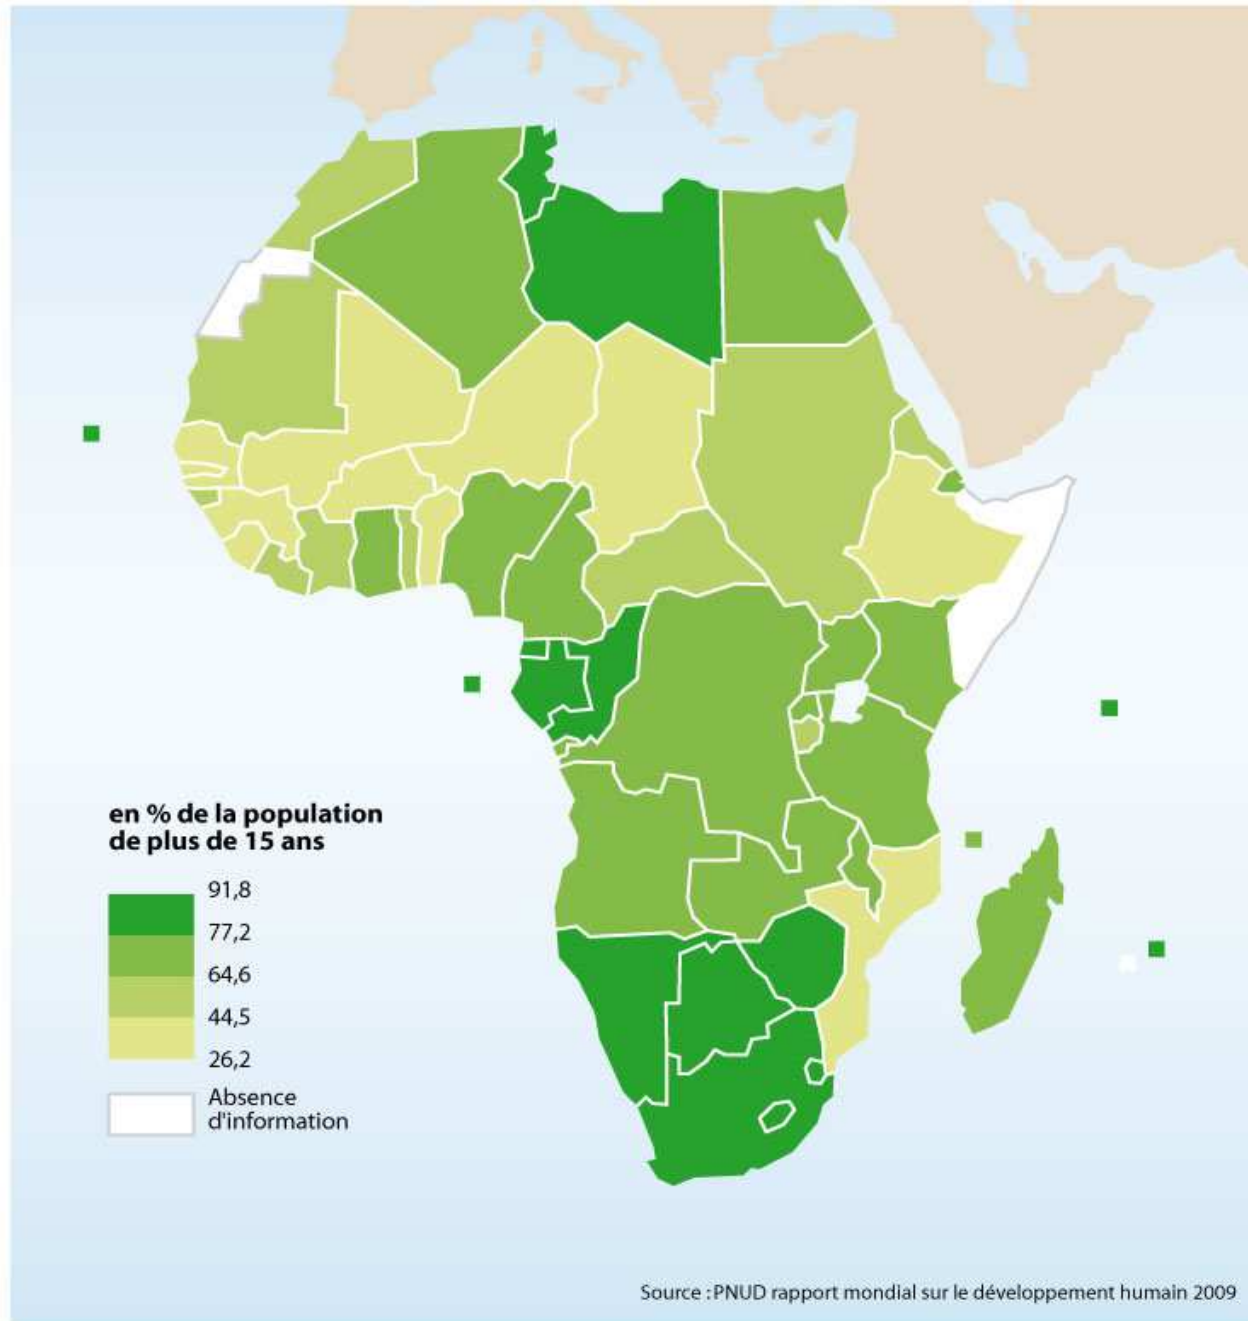 en % de la population
de plus de 15 ans
91,8
77,2
64,6
44,5
26,2
Absence
d'information
Source : PNUD rapport mondial sur le développement humain 2009